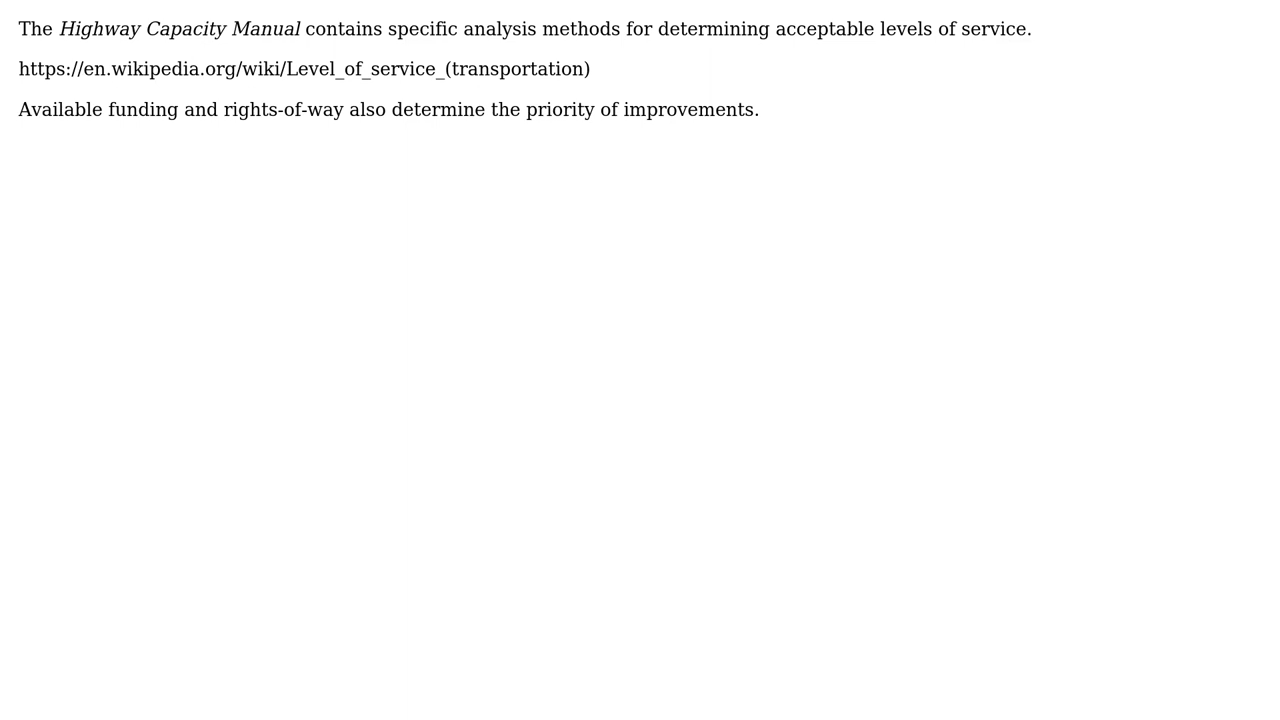 The Highway Capacity Manual contains specific analysis methods for determining acceptable levels of service.
https://en.wikipedia.org/wiki/Level_of_service_(transportation)
Available funding and rights-of-way also determine the priority of improvements.